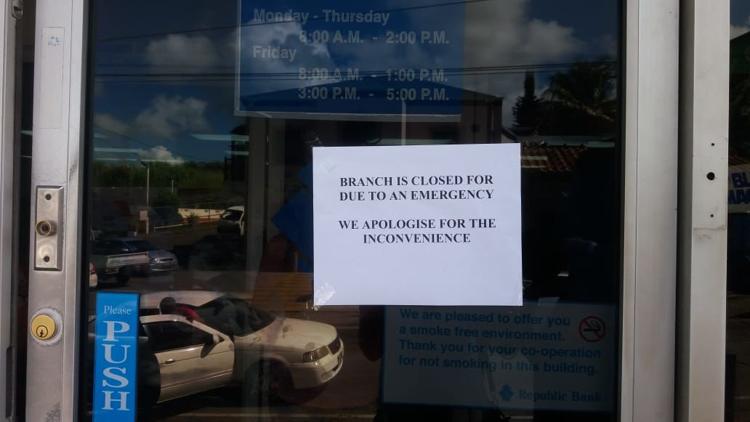 Monday - Thursday
8:00 A.M. - 2:00 P.M.
Friday
8:00 A.M. - 1:00 P.M.
3:00 P.M. - 5:00 P.M.
BRANCH IS CLOSED FOR
DUE TO AN EMERGENCY
WE APOLOGISE FOR THE
INCONVENIENCE
Please
PUSH
We are pleased to offer you
a smoke free environment.
Thank you for your co-operation
for not smoking in this building.
Republic Bank